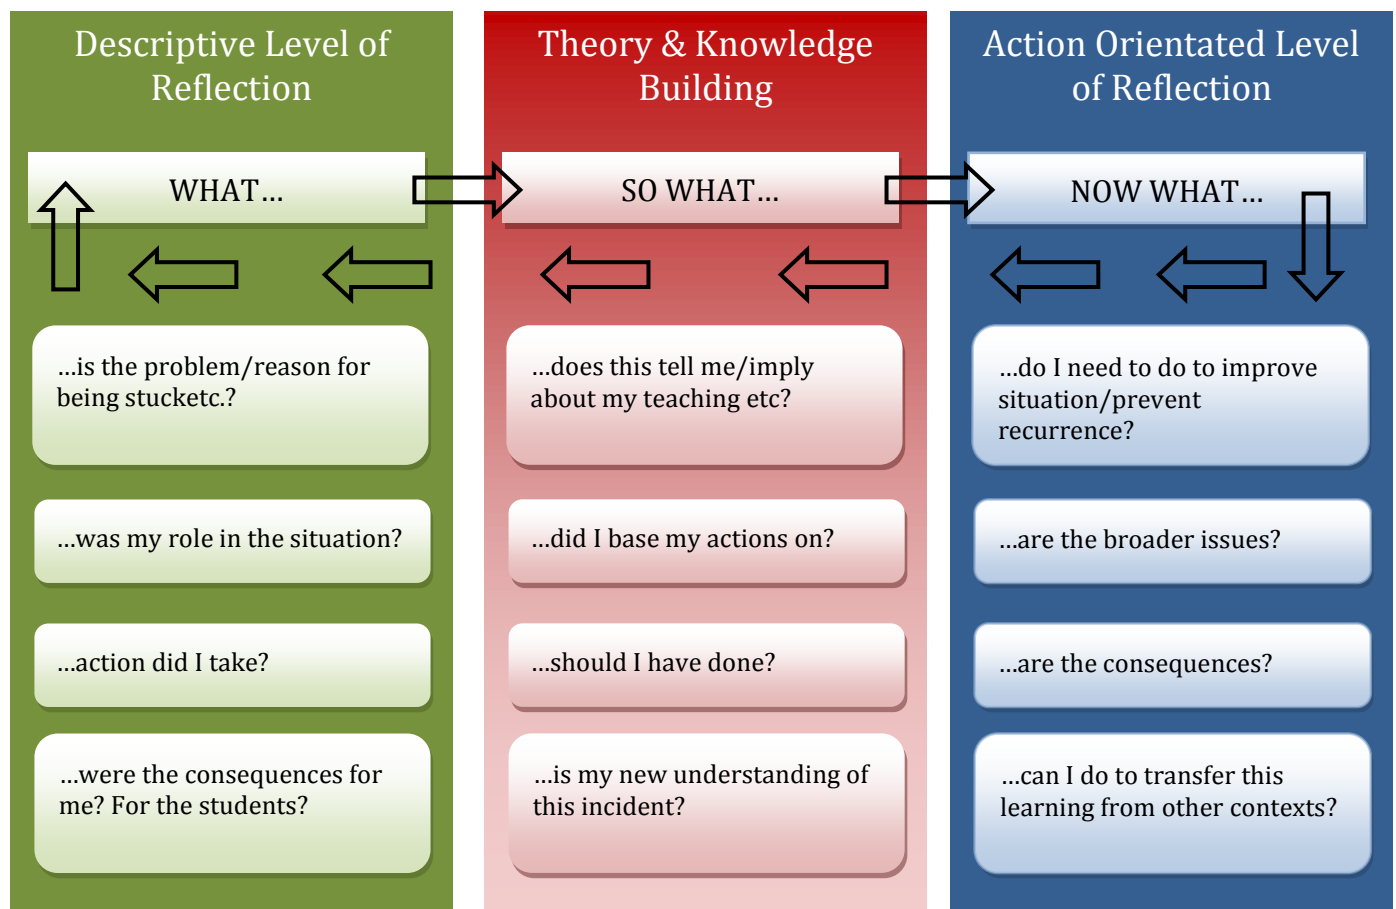 Descriptive Level of
Reflection
WHAT…
…is the problem/reason for
being stucketc.?
…was my role in the situation?
…action did I take?
…were the consequences for
me? For the students?
Theory & Knowledge
Building
SO WHAT…
…does this tell me/imply
about my teaching etc?
…did I base my actions on?
…should I have done?
…is my new understanding of
this incident?
Action Orientated Level
of Reflection
NOW WHAT…
…do I need to do to improve
situation/prevent
recurrence?
…are the broader issues?
…are the consequences?
…can I do to transfer this
learning from other contexts?